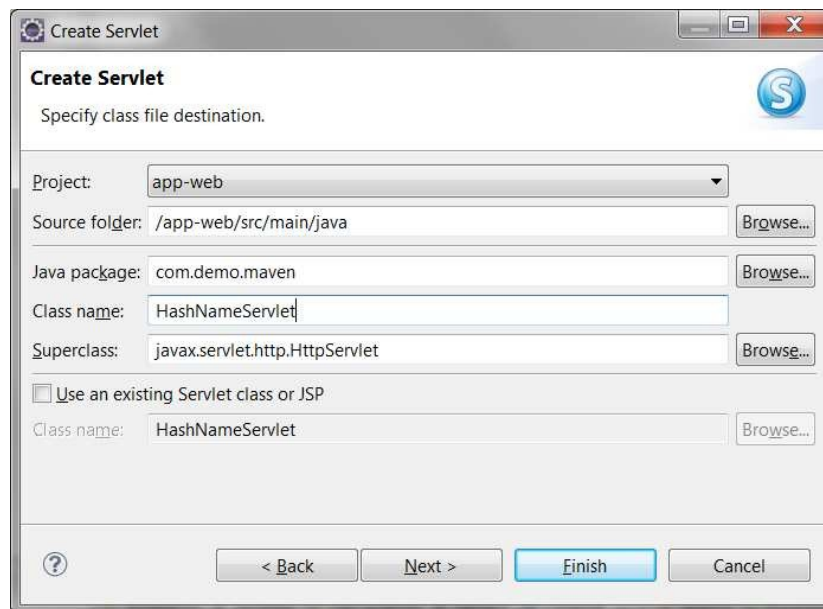 Create Servlet
Create Servlet
Specify class file destination.
Project: app-web
Source folder: /app-web/src/main/java Browse...
Java package: com.demo.maven Browse...
Class name: HashNameServlet
Superclass: javax.servlet.http.HttpServlet Browse...
Use an existing Servlet class or JSP
Class name: HashNameServlet Browse...
? < Back Next > Finish Cancel